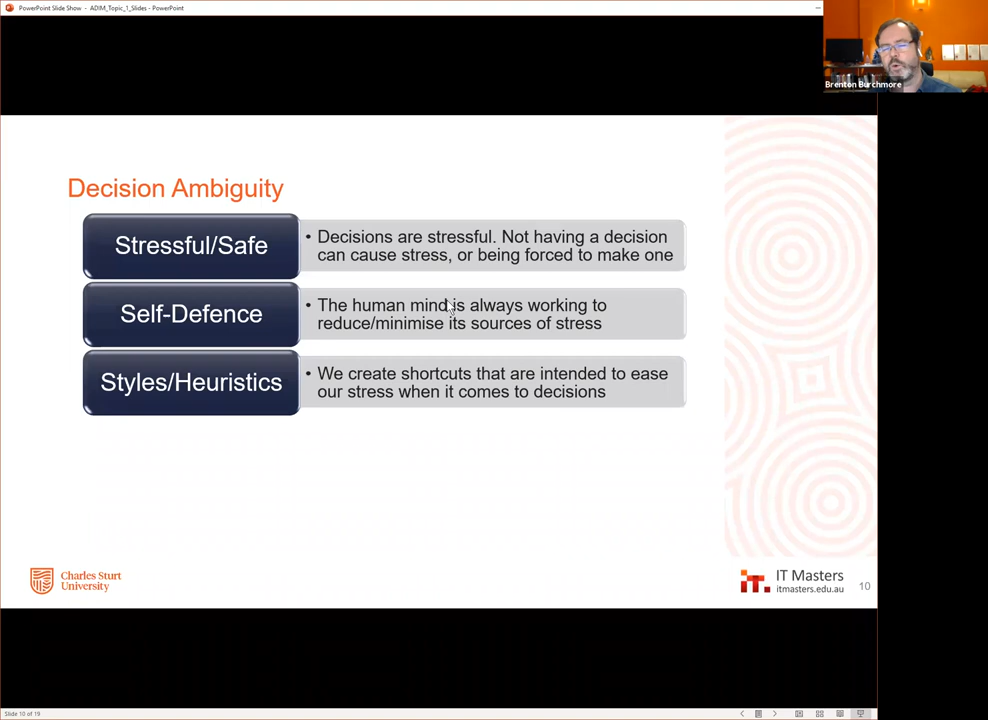 PowerPoint Slide Show - ADIM_Topic_1_Slides - PowerPoint
Brenton Burchmore
Decision Ambiguity
Stressful/Safe
• Decisions are stressful. Not having a decision
can cause stress, or being forced to make one
Self-Defence
• The human mind is always working to
reduce/minimise its sources of stress
Styles/Heuristics
• We create shortcuts that are intended to ease
our stress when it comes to decisions
Charles Sturt
University
it. IT Masters
itmasters.edu.au
10
Slide 10 of 19